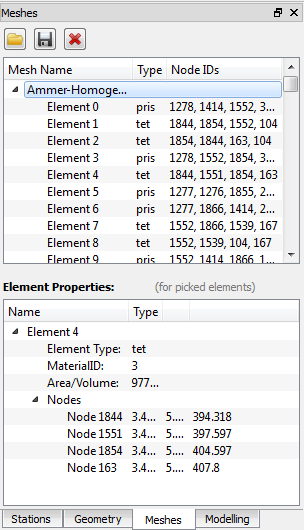 Meshes
Mesh Name Type Node IDs
Ammer-Homoge...
Element 0 pris 1278, 1414, 1552, 3...
Element 1 tet 1844, 1854, 1552, 104
Element 2 tet 1854, 1844, 163, 104
Element 3 pris 1278, 1552, 1854, 3...
Element 4 tet 1844, 1551, 1854, 163
Element 5 pris 1277, 1276, 1855, 2...
Element 6 pris 1277, 1866, 1414, 2...
Element 7 tet 1552, 1866, 1539, 167
Element 8 tet 1552, 1539, 104, 167
Element 9 pris 1552, 1414, 1866, 1...
Element Properties: (for picked elements)
Name Type
Element 4
Element Type: tet
MaterialID: 3
Area/Volume: 977...
Nodes
Node 1844 3.4... 5.... 394.318
Node 1551 3.4... 5.... 397.597
Node 1854 3.4... 5.... 404.597
Node 163 3.4... 5.... 407.8
Stations Geometry Meshes Modelling